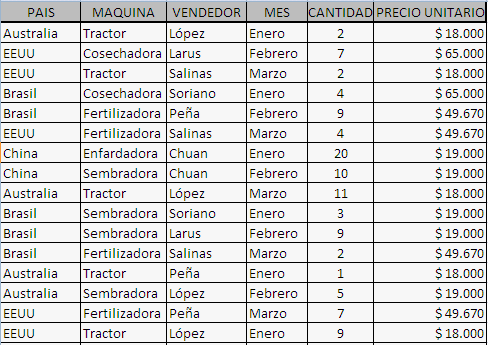 PAIS MAQUINA VENDEDOR MES CANTIDAD PRECIO UNITARIO
Australia Tractor López Enero 2 $ 18.000
EEUU Cosechadora Larus Febrero 7 $ 65.000
EEUU Tractor Salinas Marzo 2 $ 18.000
Brasil Cosechadora Soriano Enero 4 $ 65.000
Brasil Fertilizadora Peña Febrero 9 $ 49.670
EEUU Fertilizadora Salinas Marzo 4 $ 49.670
China Enfardadora Chuan Enero 20 $ 19.000
China Sembradora Chuan Febrero 10 $ 19.000
Australia Tractor López Marzo 11 $ 18.000
Brasil Sembradora Soriano Enero 3 $ 19.000
Brasil Sembradora Larus Febrero 9 $ 19.000
Brasil Fertilizadora Salinas Marzo 2 $ 49.670
Australia Tractor Peña Enero 1 $ 18.000
Australia Sembradora López Febrero 5 $ 19.000
EEUU Fertilizadora Peña Marzo 7 $ 49.670
EEUU Tractor López Enero 9 $ 18.000